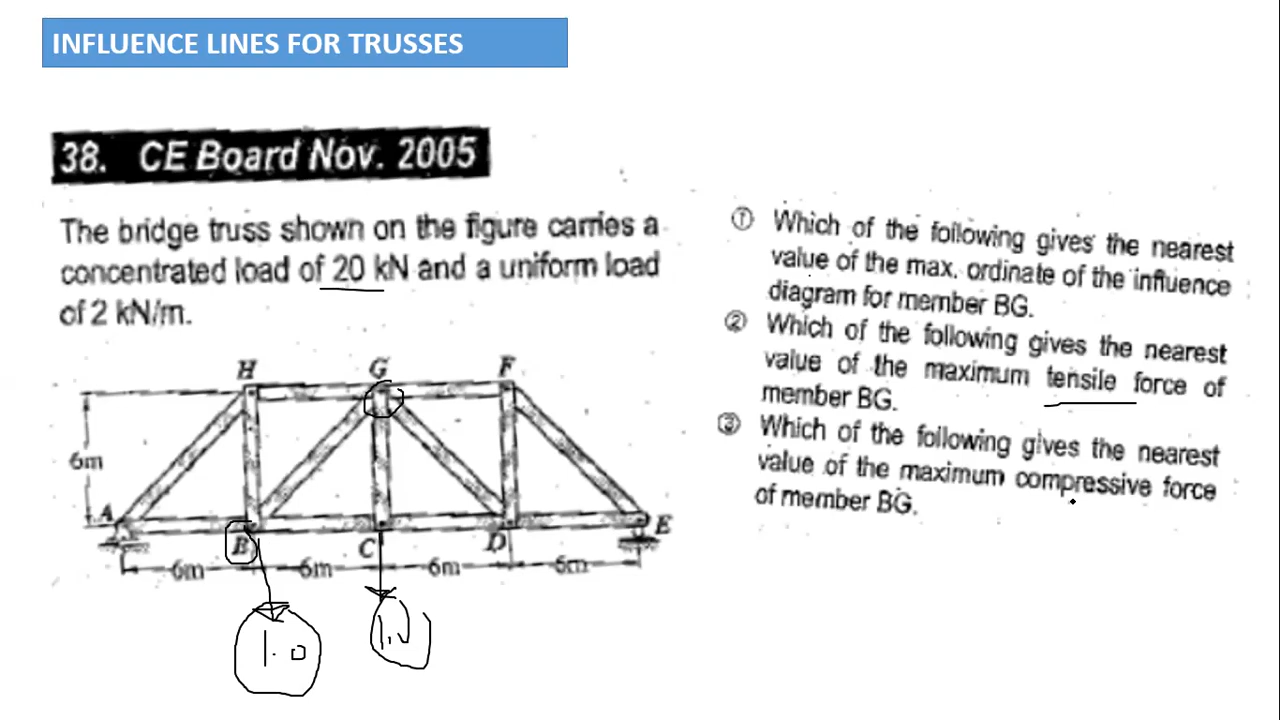 INFLUENCE LINES FOR TRUSSES
38. CE Board Nov. 2005
The bridge truss shown on the figure carries a
concentrated load of 20 kN and a uniform load
of 2 kN/m.
H G F
6m
A B C D E
6m 6m 6m 6m
1.0
① Which of the following gives the nearest
value of the max. ordinate of the influence
diagram for member BG.
② Which of the following gives the nearest
value of the maximum tensile force of
member BG.
③ Which of the following gives the nearest
value of the maximum compressive force
of member BG.